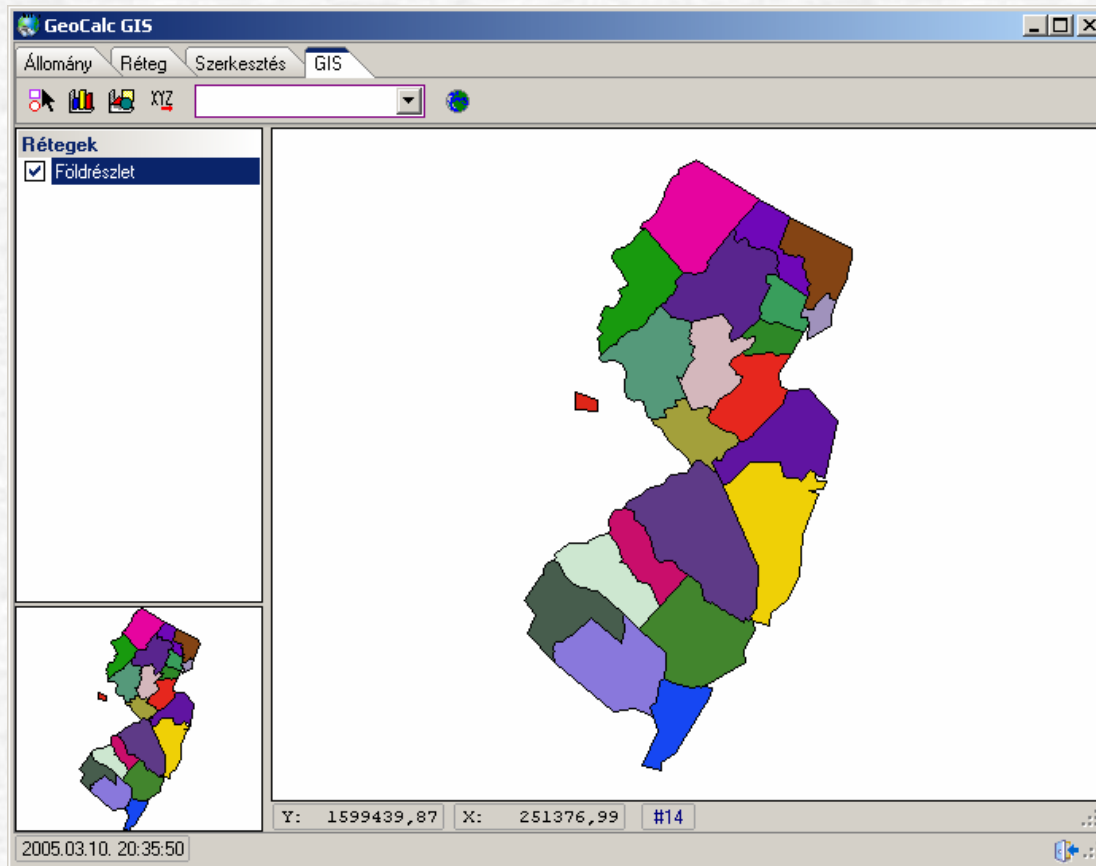 GeoCalc GIS
Állomány Réteg Szerkesztés GIS
XYZ
Rétegek
Földrészlet
Y: 1599439,87 X: 251376,99 #14
2005.03.10. 20:35:50